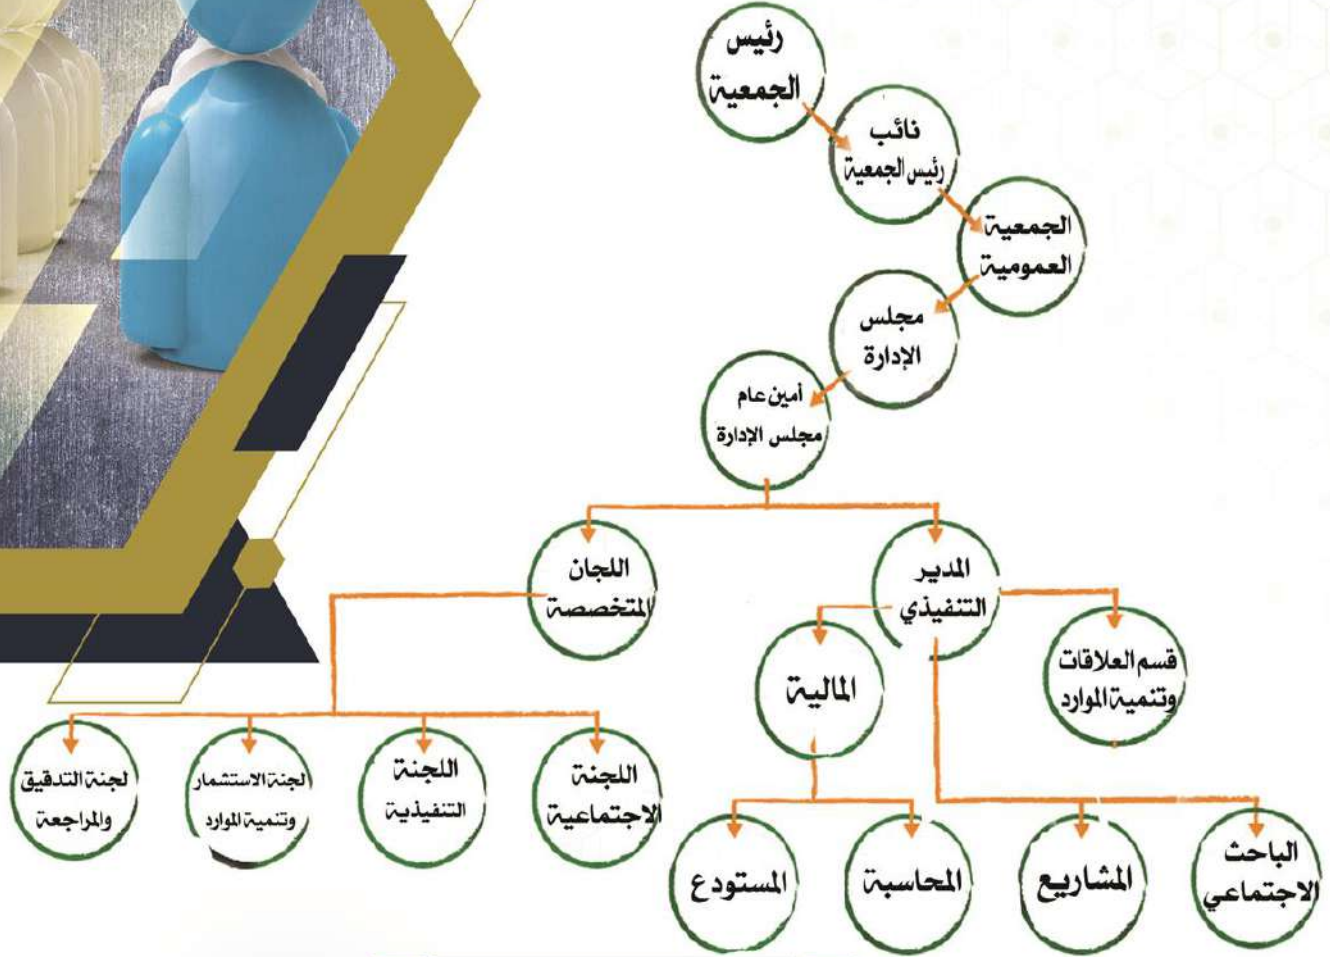 رئيس
الجمعية
نائب
رئيس الجمعية
الجمعية
العمومية
مجلس
الإدارة
أمين عام
مجلس الإدارة
المدير
التنفيذي
اللجان
المتخصصة
قسم العلاقات
وتنمية الموارد
المالية
اللجنة
الاجتماعية
اللجنة
التنفيذية
لجنة الاستثمار
وتنمية الموارد
لجنة التدقيق
والمراجعة
الباحث
الاجتماعي
المشاريع
المحاسبة
المستودع